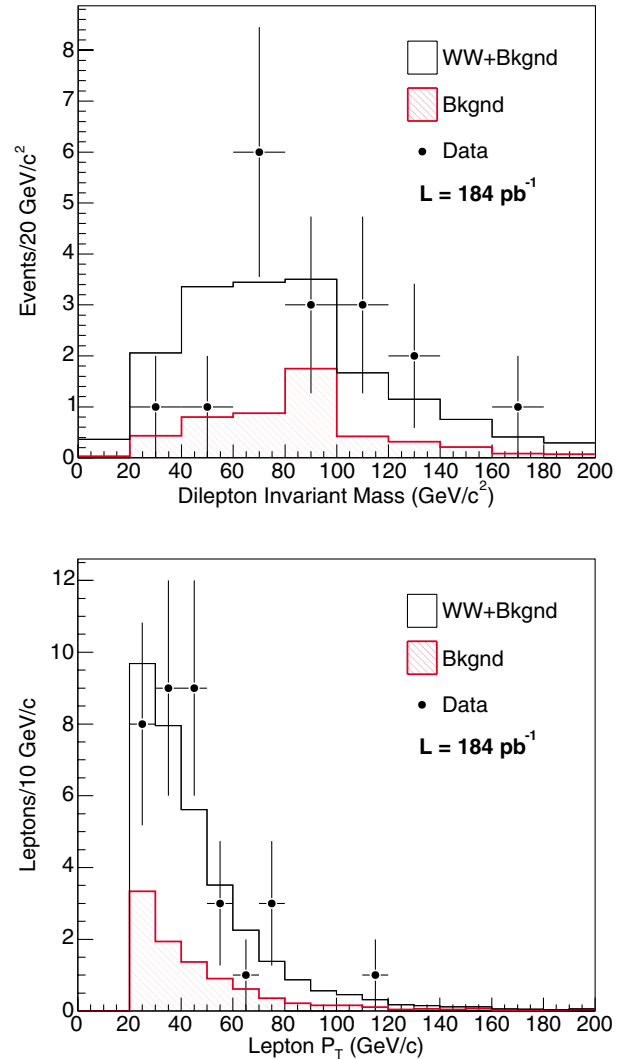 8
7
6
5
4
3
2
1
0
Events/20 GeV/c²
WW+Bkgnd
Bkgnd
Data
L = 184 pb⁻¹
0 20 40 60 80 100 120 140 160 180 200
Dilepton Invariant Mass (GeV/c²)
12
10
8
6
4
2
0
Leptons/10 GeV/c
WW+Bkgnd
Bkgnd
Data
L = 184 pb⁻¹
0 20 40 60 80 100 120 140 160 180 200
Lepton P_T (GeV/c)